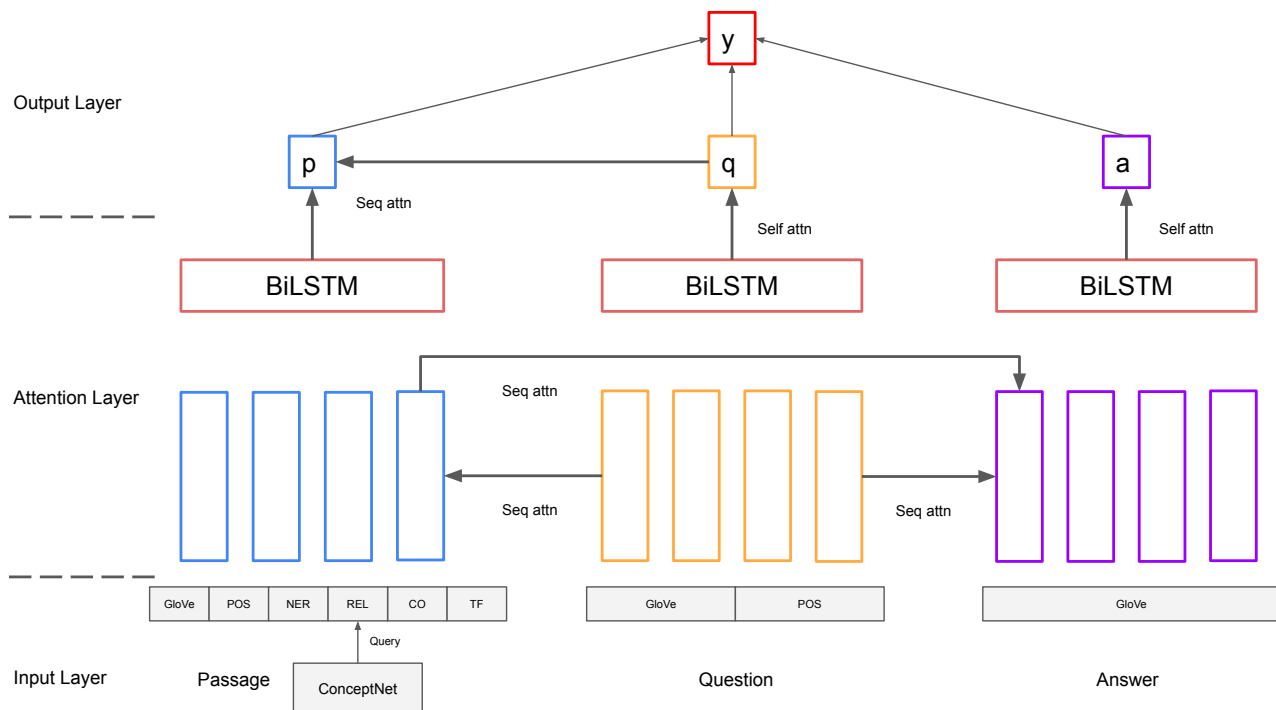 y
Output Layer
p
q
a
Seq attn
Self attn
Self attn
BiLSTM
BiLSTM
BiLSTM
Attention Layer
Seq attn
Seq attn
Seq attn
GloVe
POS
NER
REL
CO
TF
GloVe
POS
GloVe
Query
Input Layer
Passage
ConceptNet
Question
Answer